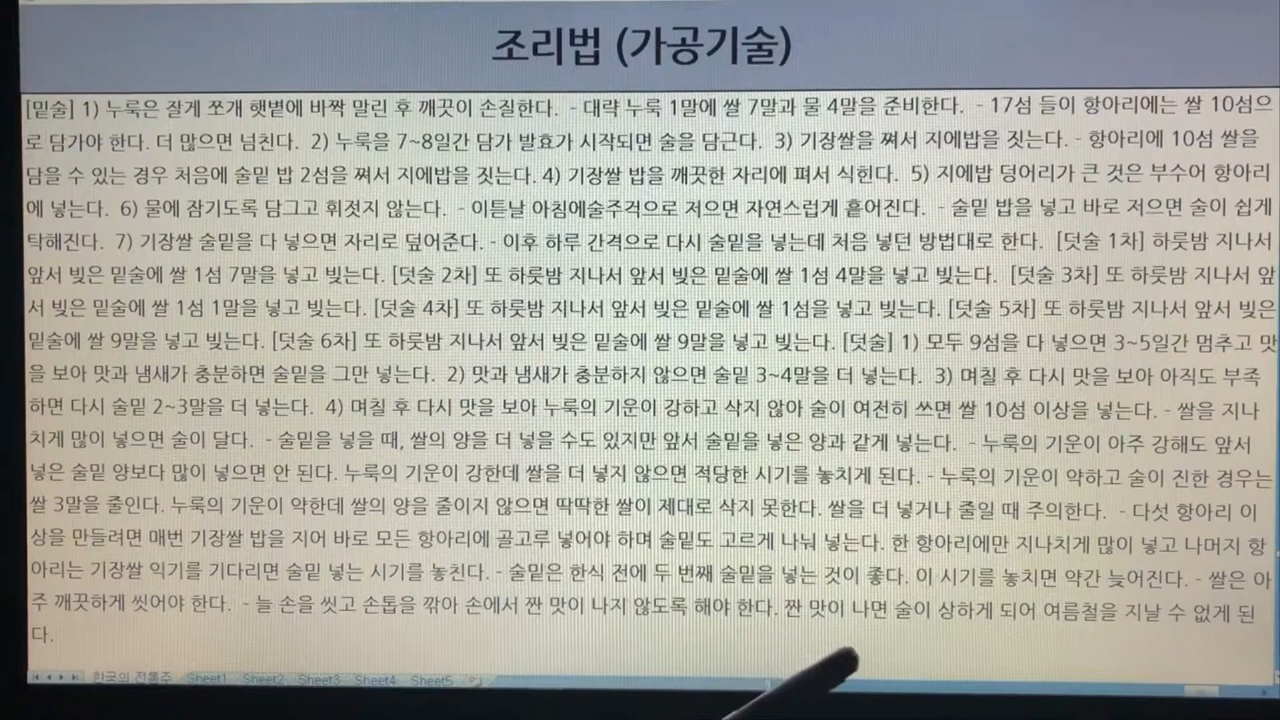 조리법 (가공기술)
[밑술] 1) 누룩은 잘게 쪼개 햇볕에 바짝 말린 후 깨끗이 손질한다. - 대략 누룩 1말에 쌀 7말과 물 4말을 준비한다. - 17섬 들이 항아리에는 쌀 10섬으
로 담가야 한다. 더 많으면 넘친다. 2) 누룩을 7~8일간 담가 발효가 시작되면 술을 담근다. 3) 기장쌀을 쪄서 지에밥을 짓는다. - 항아리에 10섬 쌀을
담을 수 있는 경우 처음에 술밑 밥 2섬을 쪄서 지에밥을 짓는다. 4) 기장쌀 밥을 깨끗한 자리에 펴서 식힌다. 5) 지에밥 덩어리가 큰 것은 부수어 항아리
에 넣는다. 6) 물에 잠기도록 담그고 휘젓지 않는다. - 이튿날 아침에술주걱으로 저으면 자연스럽게 흩어진다. - 술밑 밥을 넣고 바로 저으면 술이 쉽게
탁해진다. 7) 기장쌀 술밑을 다 넣으면 자리로 덮어준다. - 이후 하루 간격으로 다시 술밑을 넣는데 처음 넣던 방법대로 한다. [덧술 1차] 하룻밤 지나서
앞서 빚은 밑술에 쌀 1섬 7말을 넣고 빚는다. [덧술 2차] 또 하룻밤 지나서 앞서 빚은 밑술에 쌀 1섬 4말을 넣고 빚는다. [덧술 3차] 또 하룻밤 지나서 앞
서 빚은 밑술에 쌀 1섬 1말을 넣고 빚는다. [덧술 4차] 또 하룻밤 지나서 앞서 빚은 밑술에 쌀 1섬을 넣고 빚는다. [덧술 5차] 또 하룻밤 지나서 앞서 빚은
밑술에 쌀 9말을 넣고 빚는다. [덧술 6차] 또 하룻밤 지나서 앞서 빚은 밑술에 쌀 9말을 넣고 빚는다. [덧술] 1) 모두 9섬을 다 넣으면 3~5일간 멈추고 맛
을 보아 맛과 냄새가 충분하면 술밑을 그만 넣는다. 2) 맛과 냄새가 충분하지 않으면 술밑 3~4말을 더 넣는다. 3) 며칠 후 다시 맛을 보아 아직도 부족
하면 다시 술밑 2~3말을 더 넣는다. 4) 며칠 후 다시 맛을 보아 누룩의 기운이 강하고 삭지 않아 술이 여전히 쓰면 쌀 10섬 이상을 넣는다. - 쌀을 지나
치게 많이 넣으면 술이 달다. - 술밑을 넣을 때, 쌀의 양을 더 넣을 수도 있지만 앞서 술밑을 넣은 양과 같게 넣는다. - 누룩의 기운이 아주 강해도 앞서
넣은 술밑 양보다 많이 넣으면 안 된다. 누룩의 기운이 강한데 쌀을 더 넣지 않으면 적당한 시기를 놓치게 된다. - 누룩의 기운이 약하고 술이 진한 경우는
쌀 3말을 줄인다. 누룩의 기운이 약한데 쌀의 양을 줄이지 않으면 딱딱한 쌀이 제대로 삭지 못한다. 쌀을 더 넣거나 줄일 때 주의한다. - 다섯 항아리 이
상을 만들려면 매번 기장쌀 밥을 지어 바로 모든 항아리에 골고루 넣어야 하며 술밑도 고르게 나눠 넣는다. 한 항아리에만 지나치게 많이 넣고 나머지 항
아리는 기장쌀 익기를 기다리면 술밑 넣는 시기를 놓친다. - 술밑은 한식 전에 두 번째 술밑을 넣는 것이 좋다. 이 시기를 놓치면 약간 늦어진다. - 쌀은 아
주 깨끗하게 씻어야 한다. - 늘 손을 씻고 손톱을 깎아 손에서 짠 맛이 나지 않도록 해야 한다. 짠 맛이 나면 술이 상하게 되어 여름철을 지날 수 없게 된
다.
한국의 전통주 Sheet1 Sheet2 Sheet3 Sheet4 Sheet5